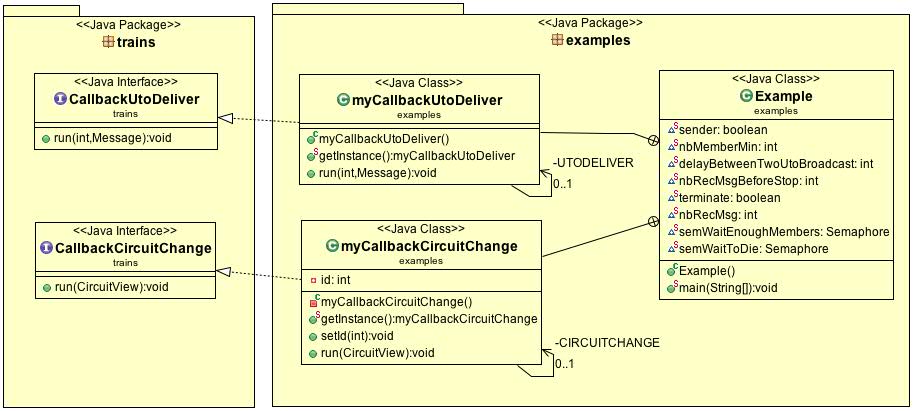 <<Java Package>>
trains
<<Java Interface>>
CallbackUtoDeliver
trains
run(int,Message):void
<<Java Interface>>
CallbackCircuitChange
trains
run(CircuitView):void
<<Java Package>>
examples
<<Java Class>>
myCallbackUtoDeliver
examples
myCallbackUtoDeliver()
getInstance():myCallbackUtoDeliver
run(int,Message):void
-UTODELIVER
0..1
<<Java Class>>
myCallbackCircuitChange
examples
id: int
myCallbackCircuitChange()
getInstance():myCallbackCircuitChange
setId(int):void
run(CircuitView):void
-CIRCUITCHANGE
0..1
<<Java Class>>
Example
examples
sender: boolean
nbMemberMin: int
delayBetweenTwoUtoBroadcast: int
nbRecMsgBeforeStop: int
terminate: boolean
nbRecMsg: int
semWaitEnoughMembers: Semaphore
semWaitToDie: Semaphore
Example()
main(String[]):void